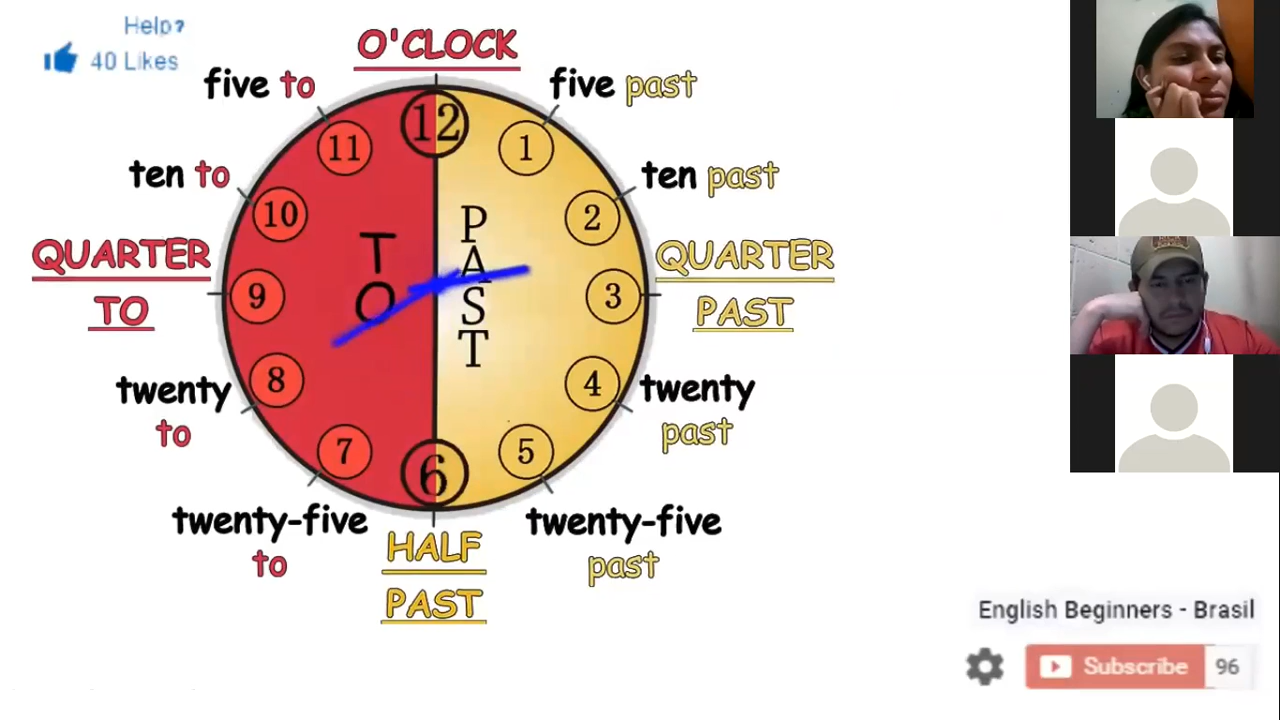 Help?
40 Likes
O'CLOCK
five to
five past
12
11
1
ten to
ten past
10
2
QUARTER
TO
TO
PAST
QUARTER
PAST
9
3
8
4
twenty
to
twenty
past
7
5
6
twenty-five
to
twenty-five
past
HALF
PAST
English Beginners - Brasil
Subscribe 96